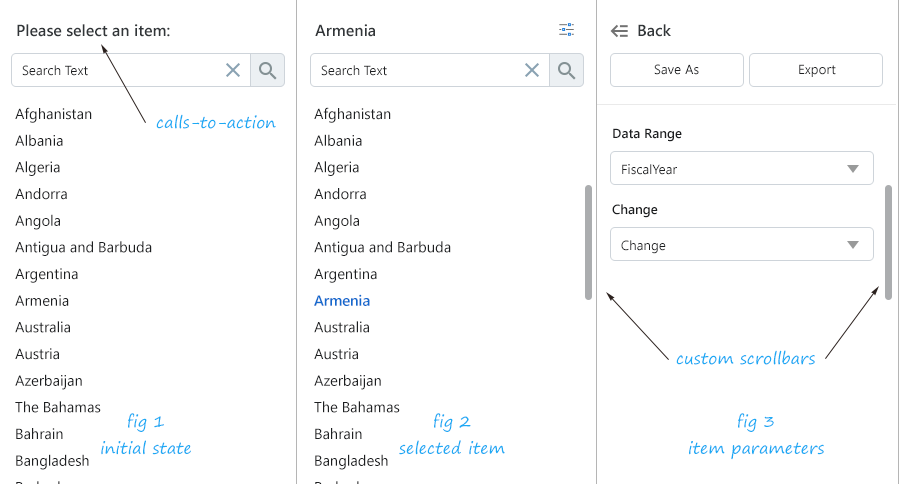 Please select an item:
Search Text
Afghanistan
Albania
Algeria
Andorra
Angola
Antigua and Barbuda
Argentina
Armenia
Australia
Austria
Azerbaijan
The Bahamas
Bahrain
Bangladesh
calls-to-action
fig 1
initial state
Armenia
Search Text
Afghanistan
Albania
Algeria
Andorra
Angola
Antigua and Barbuda
Argentina
Armenia
Australia
Austria
Azerbaijan
The Bahamas
Bahrain
Bangladesh
fig 2
selected item
Back
Save As
Export
Data Range
FiscalYear
Change
Change
custom scrollbars
fig 3
item parameters